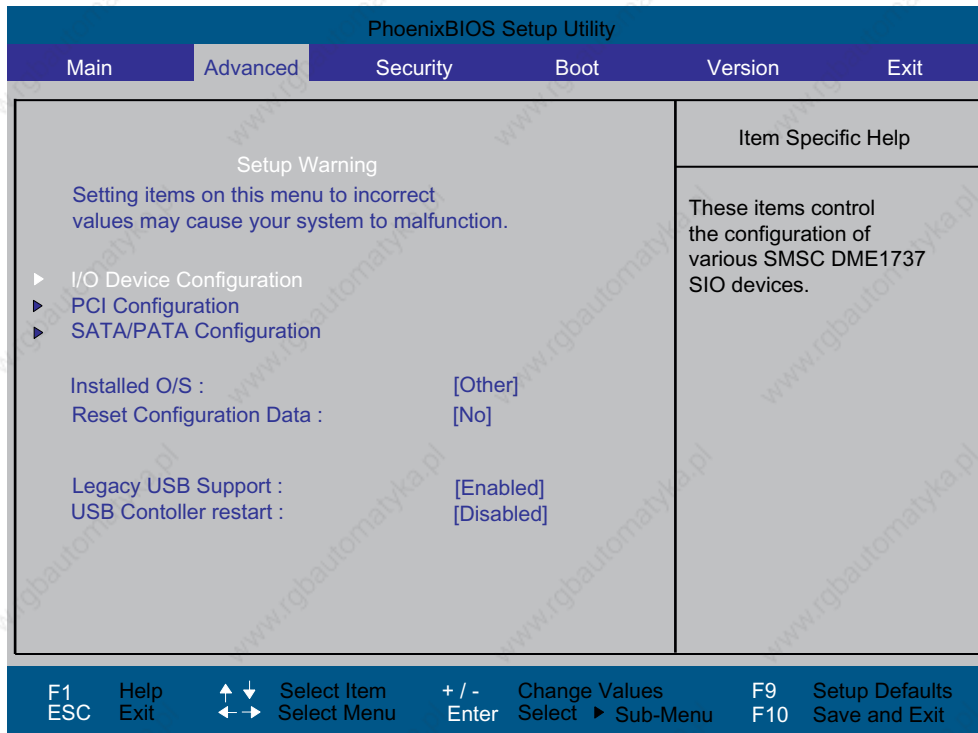 PhoenixBIOS Setup Utility
Main Advanced Security Boot Version Exit
Setup Warning
Setting items on this menu to incorrect
values may cause your system to malfunction.
I/O Device Configuration
PCI Configuration
SATA/PATA Configuration
Installed O/S : [Other]
Reset Configuration Data : [No]
Legacy USB Support : [Enabled]
USB Contoller restart : [Disabled]
Item Specific Help
These items control
the configuration of
various SMSC DME1737
SIO devices.
F1 Help Select Item + / - Change Values F9 Setup Defaults
ESC Exit Select Menu Enter Select Sub-Menu F10 Save and Exit
www.rgbautomatyka.pl